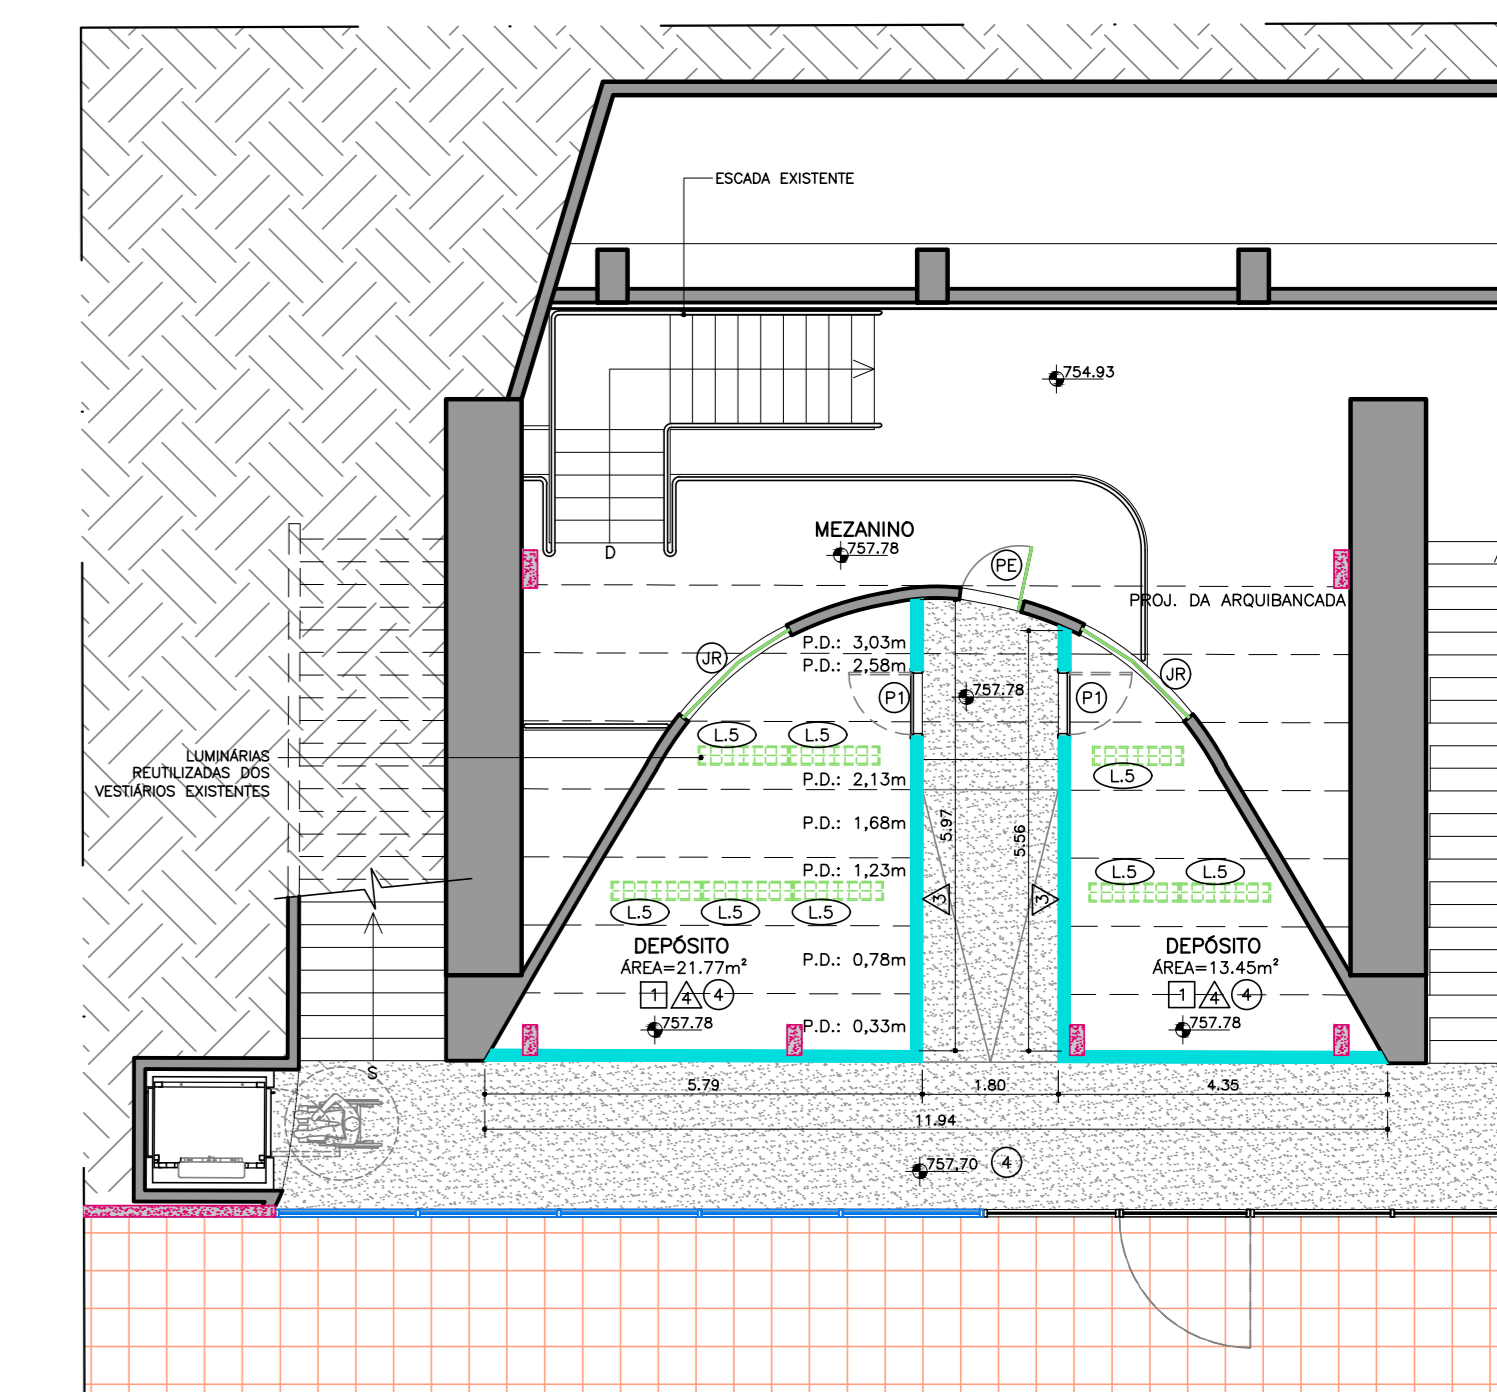 ESCADA EXISTENTE
754.93
MEZANINO
757.78
D
PE
PROJ. DA ARQUIBANCADA
P.D.: 3,03m
JR
P.D.: 2,58m
JR
757.78
P1
P1
L.5
L.5
LUMINÁRIAS
REUTILIZADAS DOS
VESTIÁRIOS EXISTENTES
P.D.: 2,13m
L.5
P.D.: 1,68m
5.97
5.56
P.D.: 1,23m
L.5
L.5
3
3
L.5
L.5
L.5
DEPÓSITO
ÁREA=21.77m²
1 4 4
757.78
P.D.: 0,78m
P.D.: 0,33m
DEPÓSITO
ÁREA=13.45m²
1 4 4
757.78
S
5.79
1.80
4.35
11.94
757,70
4